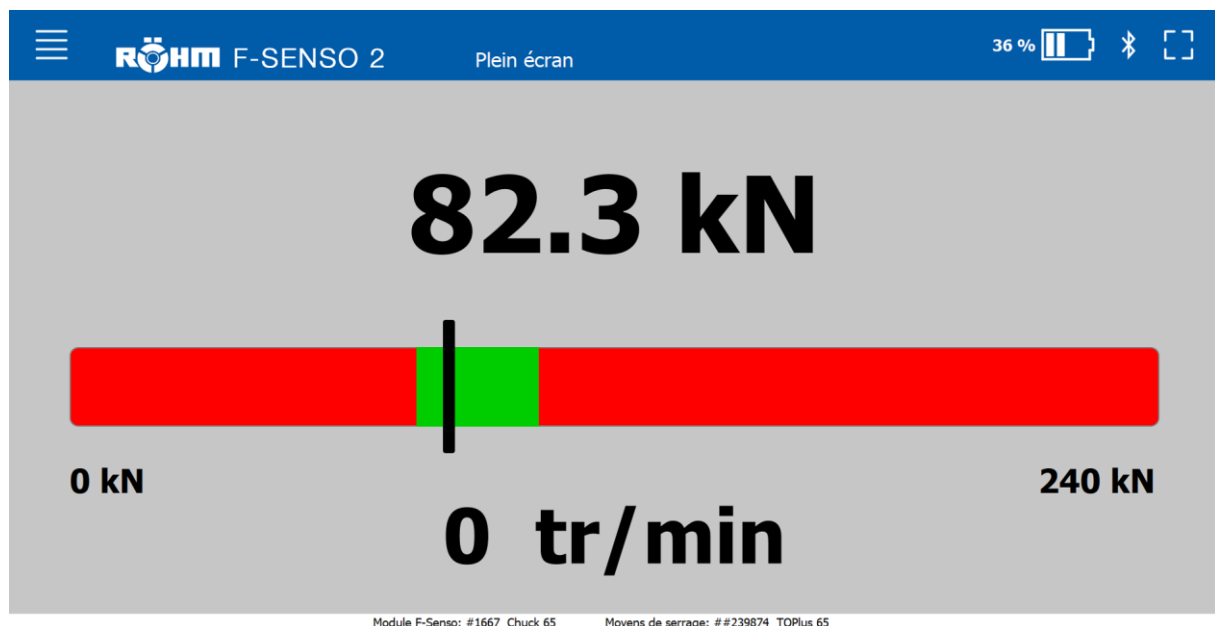 RÖHM F-SENSO 2 Plein écran 36 %
82.3 kN
0 kN 240 kN
0 tr/min
Module F-Senso: #1667 Chuck 65 Moyens de serrage: ##239874 TOPlus 65